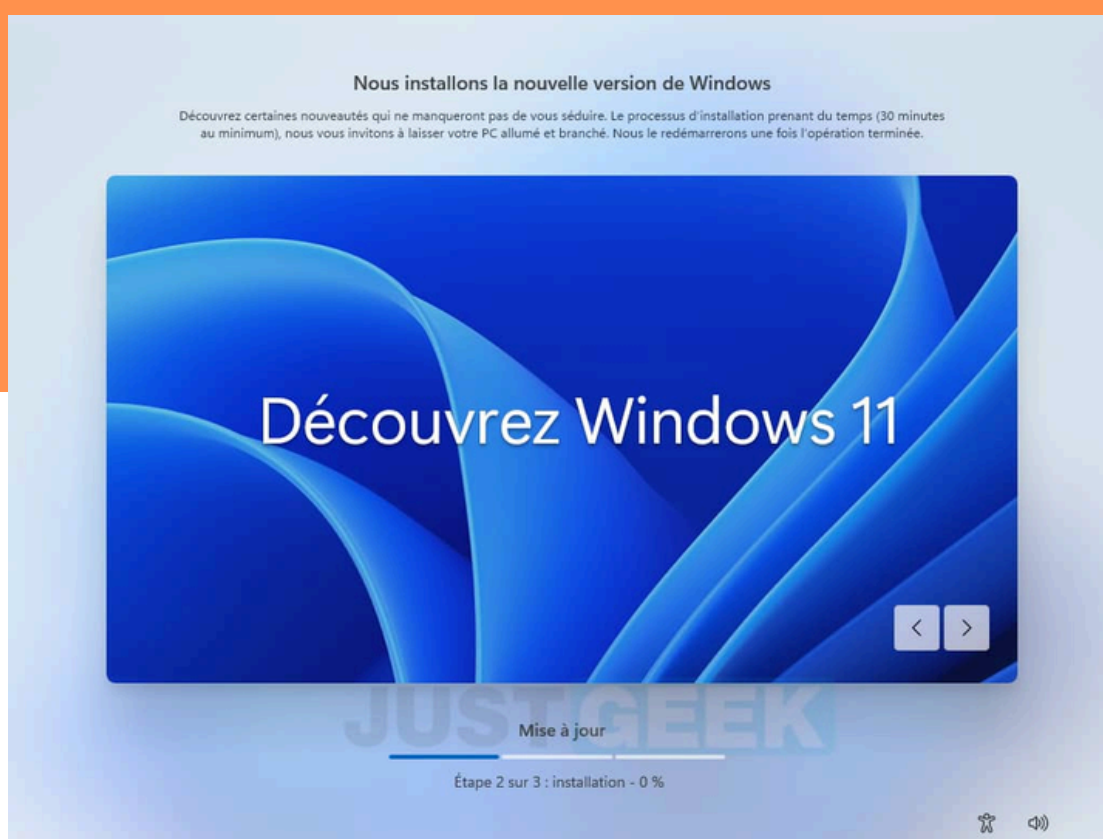 Nous installons la nouvelle version de Windows
Découvrez certaines nouveautés qui ne manqueront pas de vous séduire. Le processus d'installation prenant du temps (30 minutes
au minimum), nous vous invitons à laisser votre PC allumé et branché. Nous le redémarrerons une fois l'opération terminée.
Découvrez Windows 11
JUSTGEEK
Mise à jour
Étape 2 sur 3 : installation - 0 %